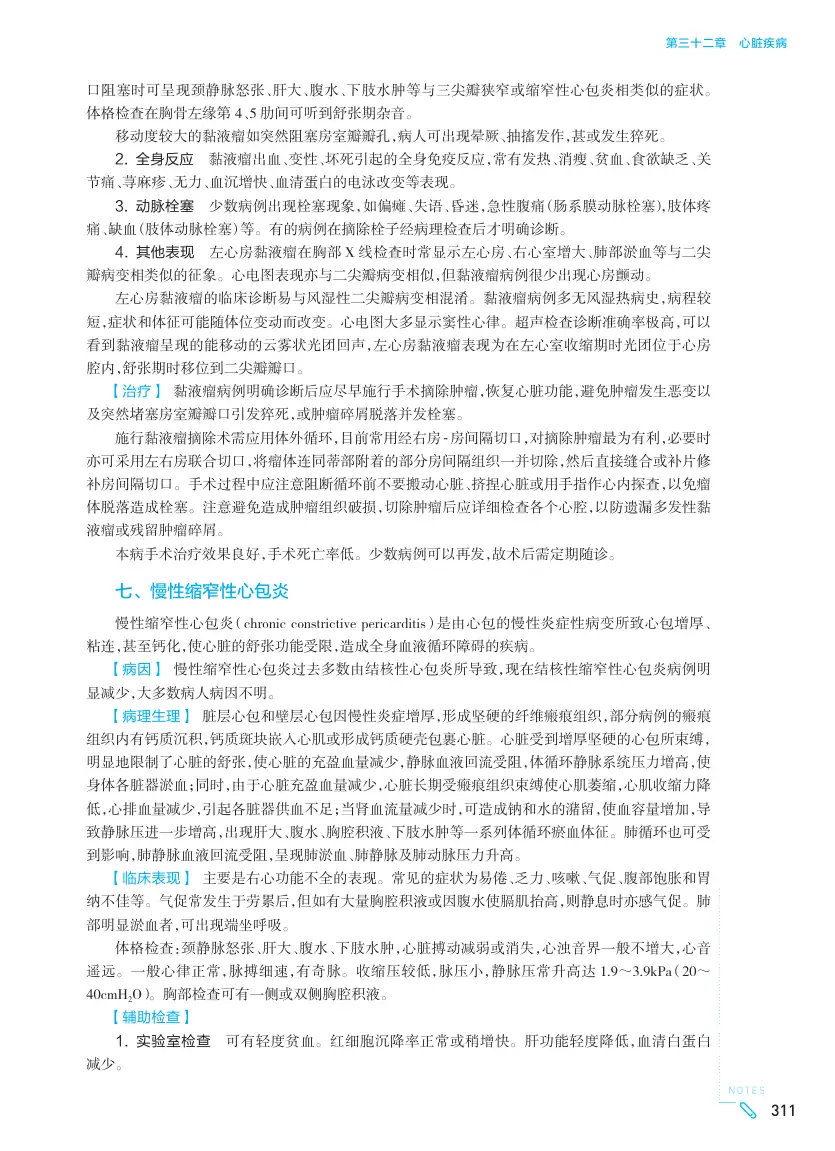 第三十二章 心脏疾病
口阻塞时可呈现颈静脉怒张、肝大、腹水、下肢水肿等与三尖瓣狭窄或缩窄性心包炎相类似的症状。
体格检查在胸骨左缘第 4、5 肋间可听到舒张期杂音。
移动度较大的黏液瘤如突然阻塞房室瓣瓣孔,病人可出现晕厥、抽搐发作,甚或发生猝死。
2. 全身反应 黏液瘤出血、变性、坏死引起的全身免疫反应,常有发热、消瘦、贫血、食欲缺乏、关
节痛、荨麻疹、无力、血沉增快、血清蛋白的电泳改变等表现。
3. 动脉栓塞 少数病例出现栓塞现象,如偏瘫、失语、昏迷,急性腹痛(肠系膜动脉栓塞),肢体疼
痛、缺血(肢体动脉栓塞)等。有的病例在摘除栓子经病理检查后才明确诊断。
4. 其他表现 左心房黏液瘤在胸部 X 线检查时常显示左心房、右心室增大、肺部淤血等与二尖
瓣病变相类似的征象。心电图表现亦与二尖瓣病变相似,但黏液瘤病例很少出现心房颤动。
左心房黏液瘤的临床诊断易与风湿性二尖瓣病变相混淆。黏液瘤病例多无风湿热病史,病程较
短,症状和体征可能随体位变动而改变。心电图大多显示窦性心律。超声检查诊断准确率极高,可以
看到黏液瘤呈现的能移动的云雾状光团回声,左心房黏液瘤表现为在左心室收缩期时光团位于心房
腔内,舒张期时移位到二尖瓣瓣口。
【治疗】 黏液瘤病例明确诊断后应尽早施行手术摘除肿瘤,恢复心脏功能,避免肿瘤发生恶变以
及突然堵塞房室瓣瓣口引发猝死,或肿瘤碎屑脱落并发栓塞。
施行黏液瘤摘除术需应用体外循环,目前常用经右房-房间隔切口,对摘除肿瘤最为有利,必要时
亦可采用左右房联合切口,将瘤体连同蒂部附着的部分房间隔组织一并切除,然后直接缝合或补片修
补房间隔切口。手术过程中应注意阻断循环前不要搬动心脏、挤捏心脏或用手指作心内探查,以免瘤
体脱落造成栓塞。注意避免造成肿瘤组织破损,切除肿瘤后应详细检查各个心腔,以防遗漏多发性黏
液瘤或残留肿瘤碎屑。
本病手术治疗效果良好,手术死亡率低。少数病例可以再发,故术后需定期随诊。
七、慢性缩窄性心包炎
慢性缩窄性心包炎(chronic constrictive pericarditis)是由心包的慢性炎症性病变所致心包增厚、
粘连,甚至钙化,使心脏的舒张功能受限,造成全身血液循环障碍的疾病。
【病因】 慢性缩窄性心包炎过去多数由结核性心包炎所导致,现在结核性缩窄性心包炎病例明
显减少,大多数病人病因不明。
【病理生理】 脏层心包和壁层心包因慢性炎症增厚,形成坚硬的纤维瘢痕组织,部分病例的瘢痕
组织内有钙质沉积,钙质斑块嵌入心肌或形成钙质硬壳包裹心脏。心脏受到增厚坚硬的心包所束缚,
明显地限制了心脏的舒张,使心脏的充盈血量减少,静脉血液回流受阻,体循环静脉系统压力增高,使
身体各脏器淤血;同时,由于心脏充盈血量减少,心脏长期受瘢痕组织束缚使心肌萎缩,心肌收缩力降
低,心排血量减少,引起各脏器供血不足;当肾血流量减少时,可造成钠和水的潴留,使血容量增加,导
致静脉压进一步增高,出现肝大、腹水、胸腔积液、下肢水肿等一系列体循环瘀血体征。肺循环也可受
到影响,肺静脉血液回流受阻,呈现肺淤血、肺静脉及肺动脉压力升高。
【临床表现】 主要是右心功能不全的表现。常见的症状为易倦、乏力、咳嗽、气促、腹部饱胀和胃
纳不佳等。气促常发生于劳累后,但如有大量胸腔积液或因腹水使膈肌抬高,则静息时亦感气促。肺
部明显淤血者,可出现端坐呼吸。
体格检查:颈静脉怒张、肝大、腹水、下肢水肿,心脏搏动减弱或消失,心浊音界一般不增大,心音
遥远。一般心律正常,脉搏细速,有奇脉。收缩压较低,脉压小,静脉压常升高达 1.9~3.9kPa(20~
40cmH₂O)。胸部检查可有一侧或双侧胸腔积液。
【辅助检查】
1. 实验室检查 可有轻度贫血。红细胞沉降率正常或稍增快。肝功能轻度降低,血清白蛋白
减少。
NOTES
311